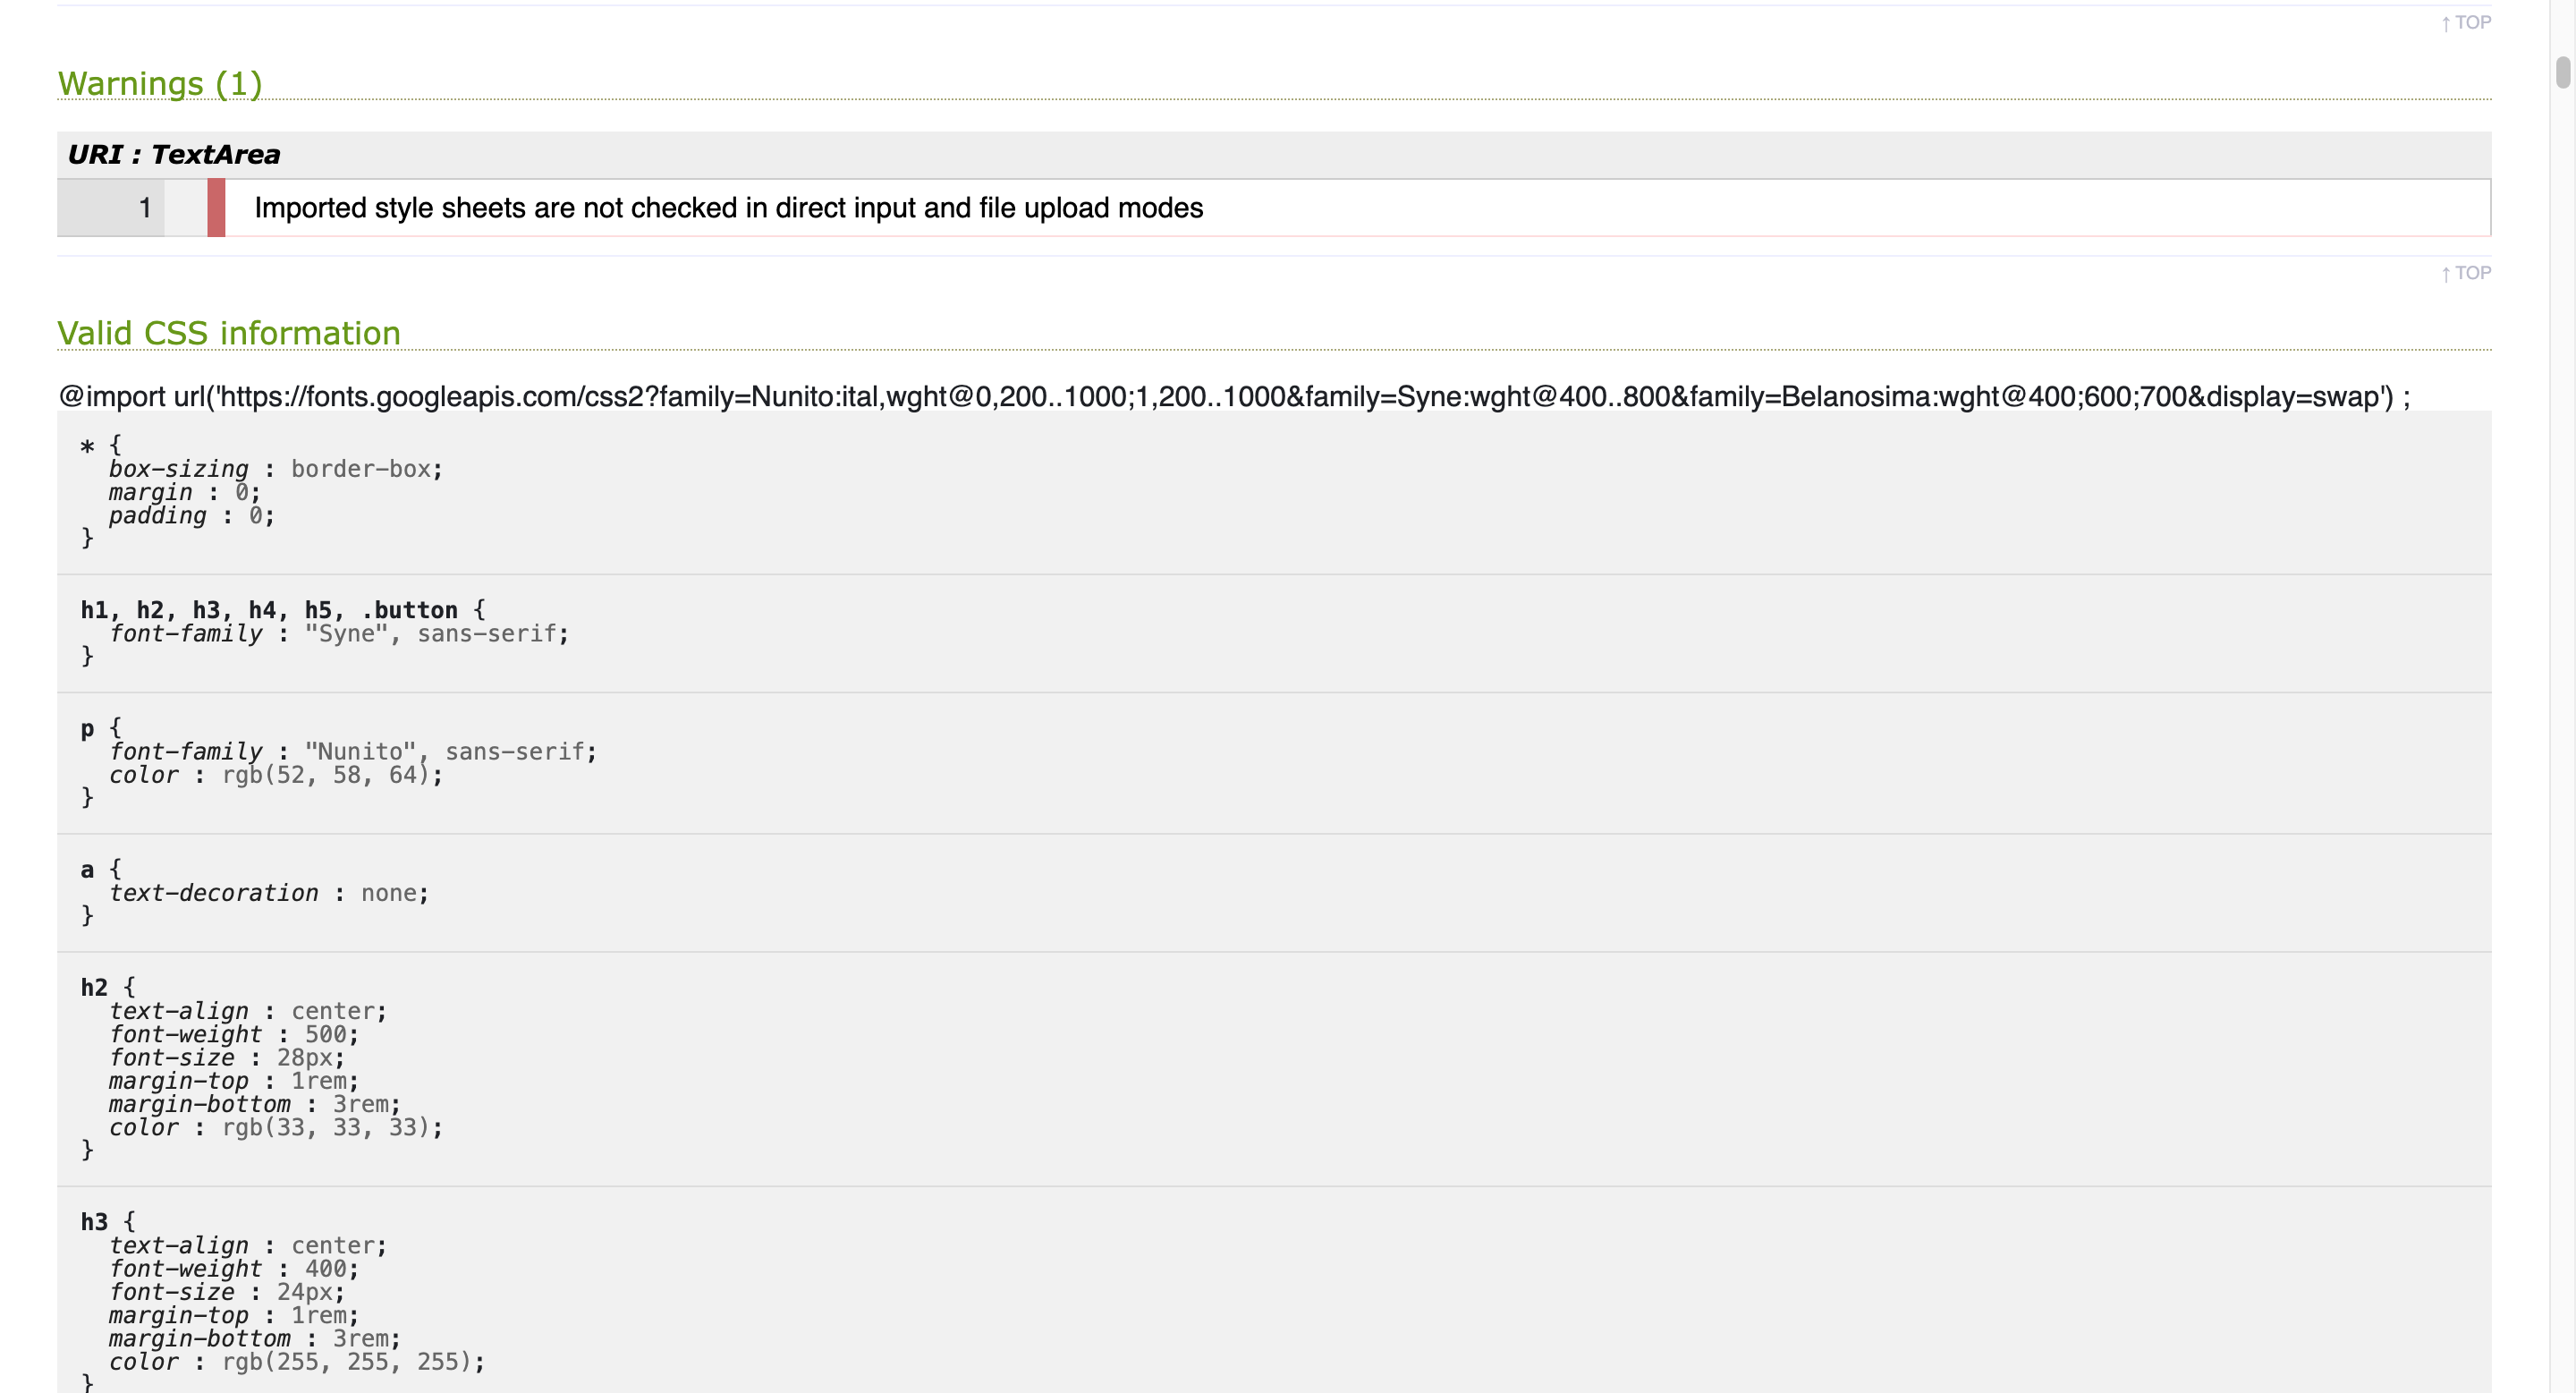 ↑ TOP
Warnings (1)
URI : TextArea
1 Imported style sheets are not checked in direct input and file upload modes
↑ TOP
Valid CSS information
@import url('https://fonts.googleapis.com/css2?family=Nunito:ital,wght@0,200..1000;1,200..1000&family=Syne:wght@400..800&family=Belanosima:wght@400;600;700&display=swap') ;
* {
box-sizing : border-box;
margin : 0;
padding : 0;
}
h1, h2, h3, h4, h5, .button {
font-family : "Syne", sans-serif;
}
p {
font-family : "Nunito", sans-serif;
color : rgb(52, 58, 64);
}
a {
text-decoration : none;
}
h2 {
text-align : center;
font-weight : 500;
font-size : 28px;
margin-top : 1rem;
margin-bottom : 3rem;
color : rgb(33, 33, 33);
}
h3 {
text-align : center;
font-weight : 400;
font-size : 24px;
margin-top : 1rem;
margin-bottom : 3rem;
color : rgb(255, 255, 255);
}